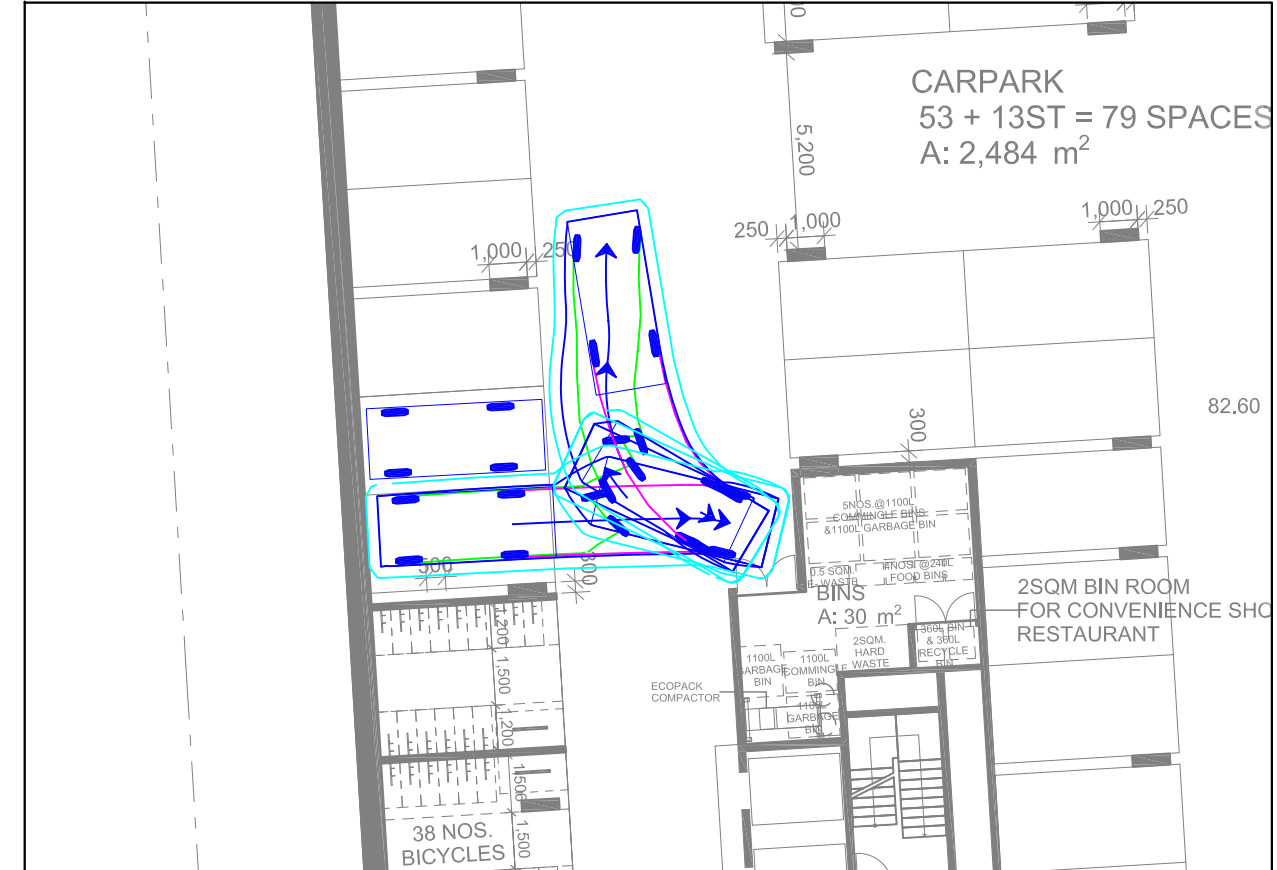 00
CARPARK
53 + 13ST = 79 SPACES
A: 2,484 m²
5,200
1,000
250
250
1,000
1,000
250
82.60
300
5NOS.@1100L
COMMINGLE BINS
&1100L GARBAGE BIN
0.5 SQM.
E- WASTE
4NOS @240L
FOOD BINS
BINS
A: 30 m²
2SQM BIN ROOM
FOR CONVENIENCE SHO
RESTAURANT
360L BIN
& 360L
RECYCLE
BIN
2SQM.
HARD
WASTE
1100L
GARBAGE
BIN
1100L
COMMINGLE
BIN
1100L
GARBAGE
BIN
ECOPACK
COMPACTOR
300
1,200
1,500
1,200
1,500
38 NOS.
BICYCLES